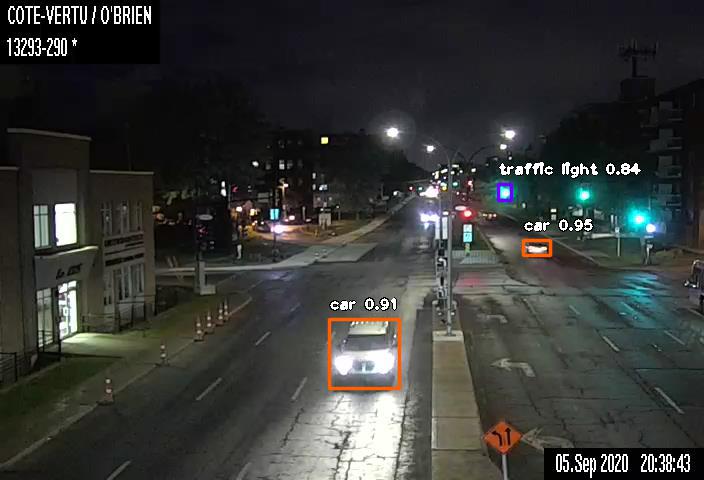 COTE-VERTU / O'BRIEN
13293-290 *
traffic light 0.84
car 0.95
car 0.91
05.Sep 2020 20:38:43